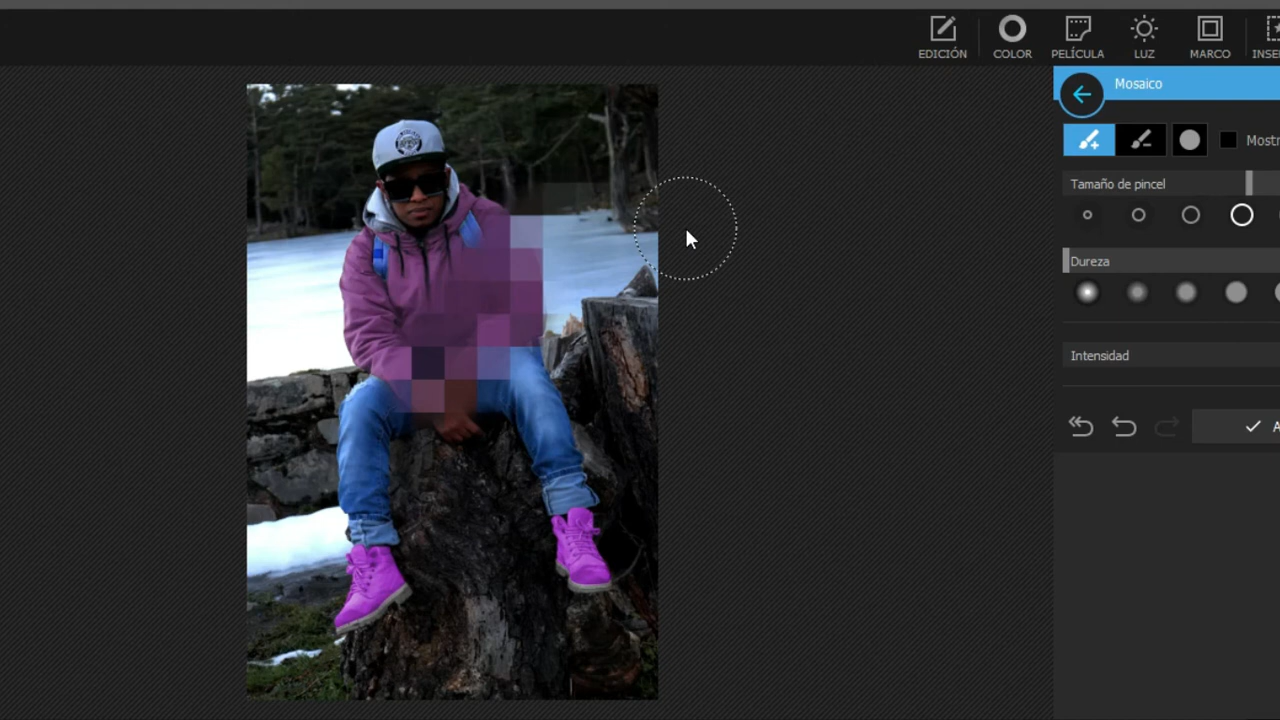 EDICIÓN
COLOR
PELÍCULA
LUZ
MARCO
Mosaico
Tamaño de pincel
Dureza
Intensidad